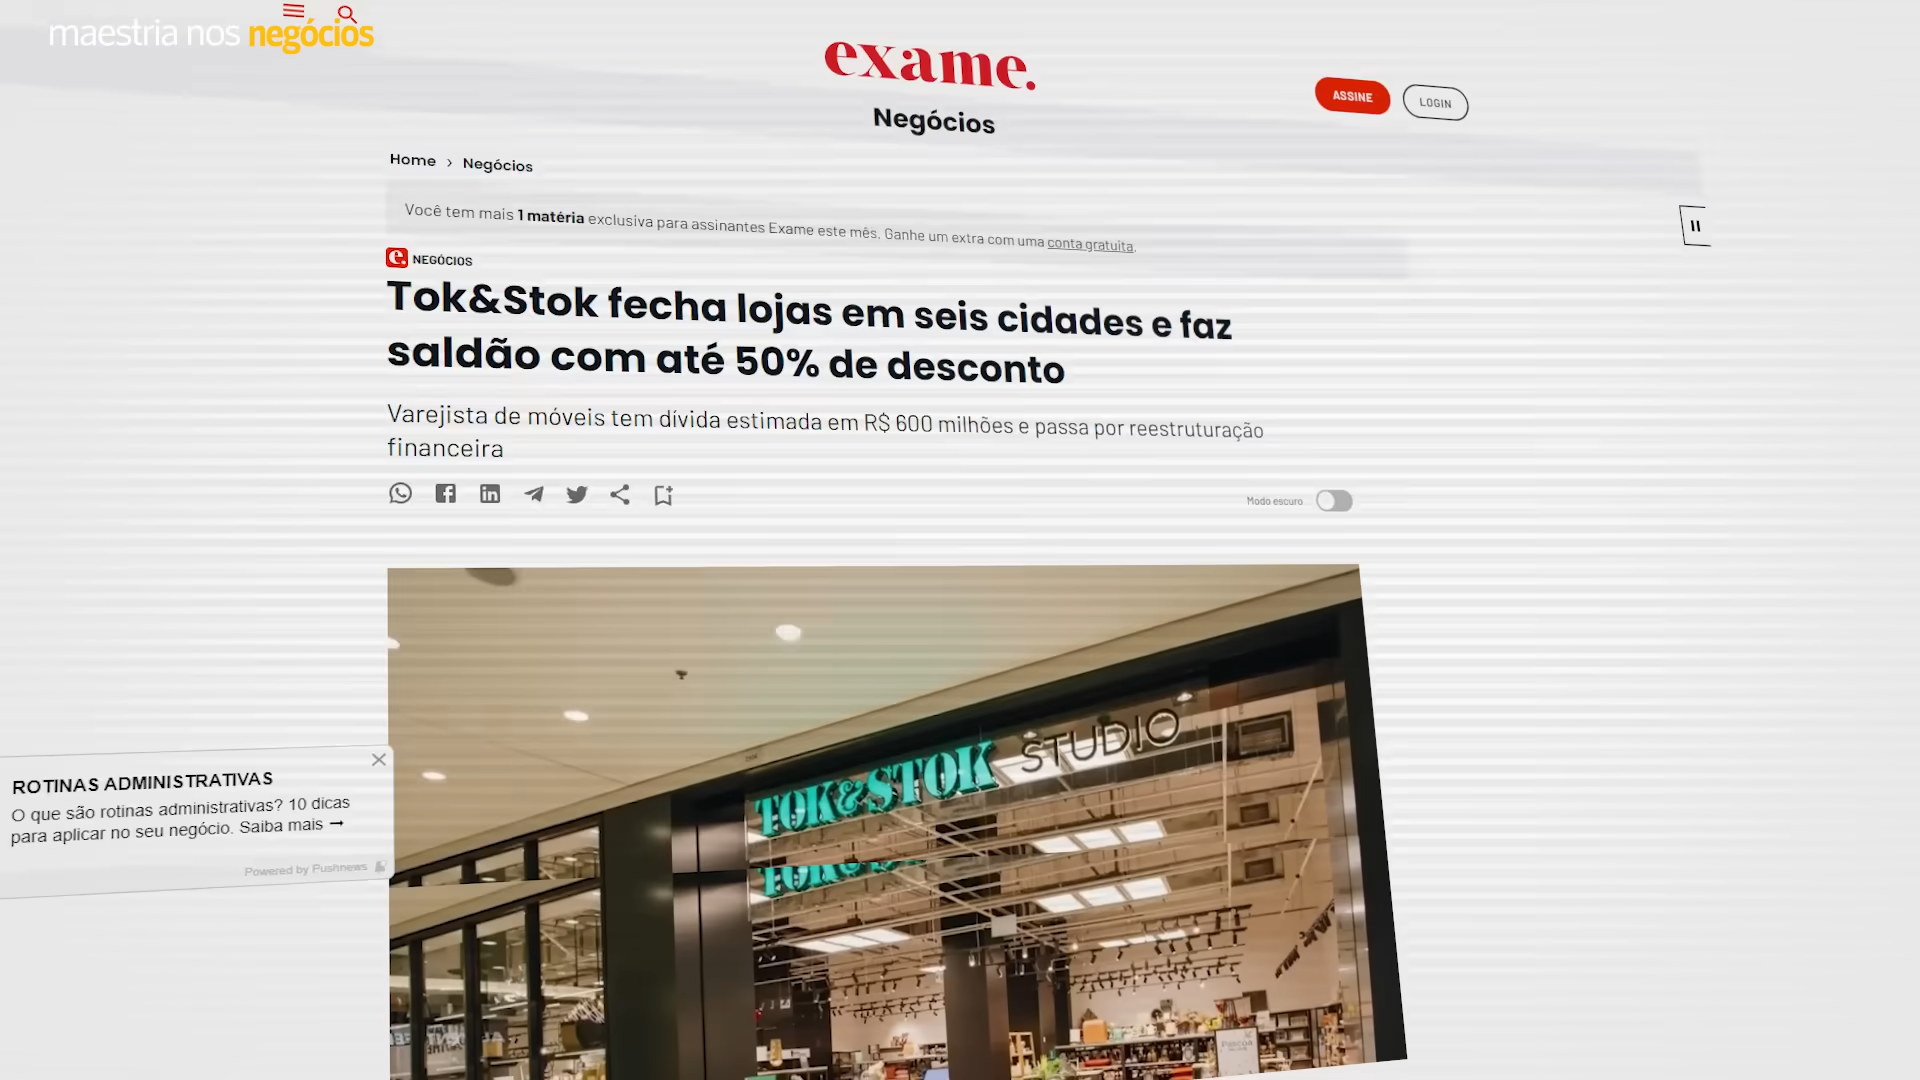 maestria nos negócios
exame.
Negócios
ASSINE
LOGIN
Home › Negócios
Você tem mais 1 matéria exclusiva para assinantes Exame este mês. Ganhe um extra com uma conta gratuita.
e. NEGÓCIOS
Tok&Stok fecha lojas em seis cidades e faz
saldão com até 50% de desconto
Varejista de móveis tem dívida estimada em R$ 600 milhões e passa por reestruturação
financeira
Modo escuro
TOK&STOK STUDIO
ROTINAS ADMINISTRATIVAS
O que são rotinas administrativas? 10 dicas
para aplicar no seu negócio. Saiba mais ➞
Powered by Pushnews